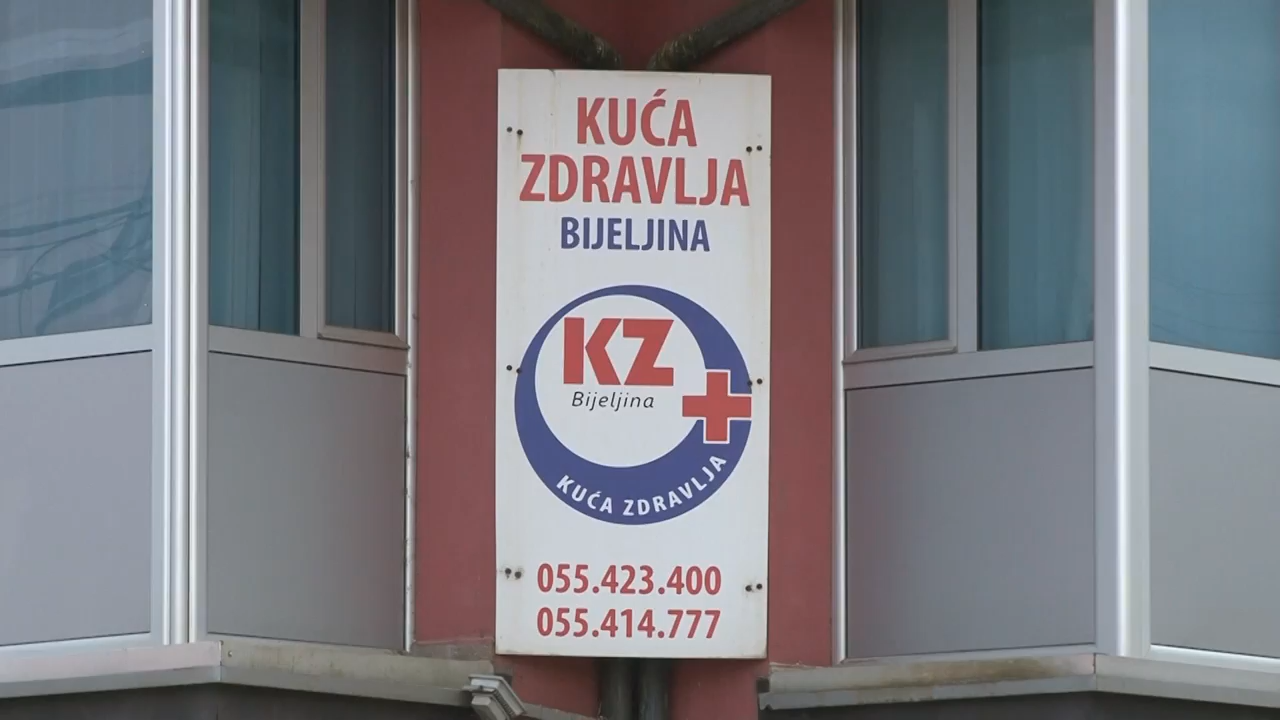 KUĆA
ZDRAVLJA
BIJELJINA
KZ
Bijeljina
KUĆA ZDRAVLJA
055.423.400
055.414.777